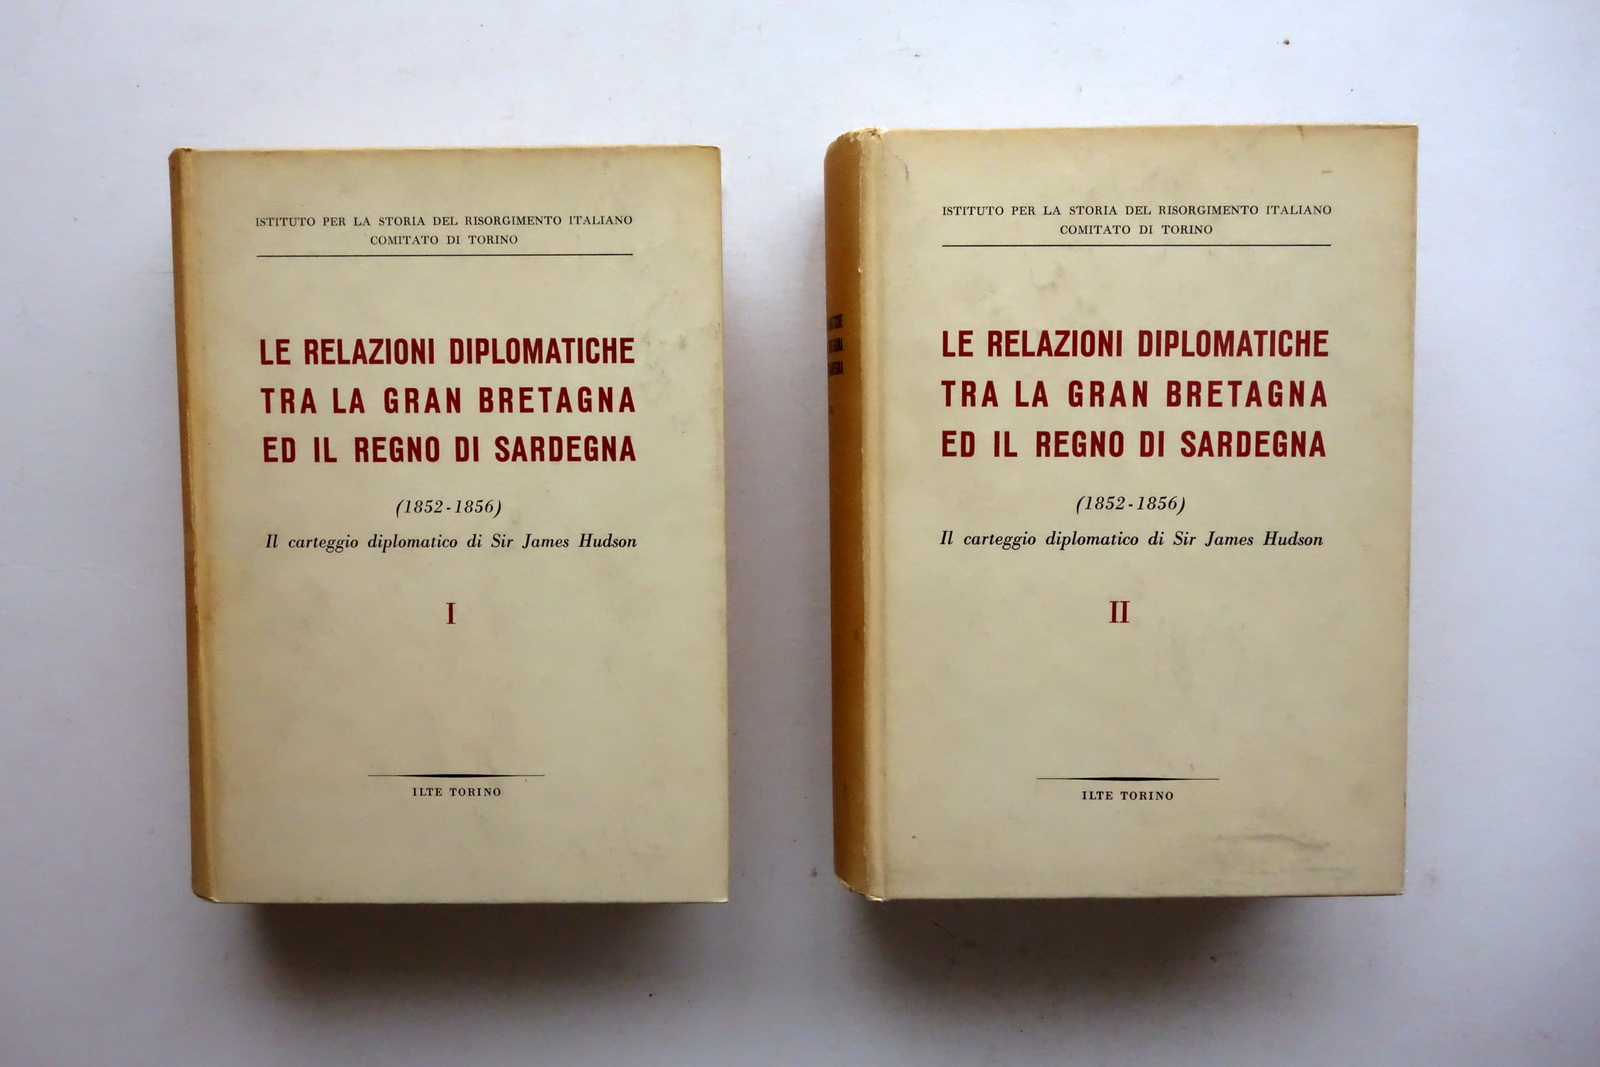 ISTITUTO PER LA STORIA DEL RISORGIMENTO ITALIANO
COMITATO DI TORINO
LE RELAZIONI DIPLOMATICHE
TRA LA GRAN BRETAGNA
ED IL REGNO DI SARDEGNA
(1852-1856)
Il carteggio diplomatico di Sir James Hudson
I
ILTE TORINO
ISTITUTO PER LA STORIA DEL RISORGIMENTO ITALIANO
COMITATO DI TORINO
LE RELAZIONI DIPLOMATICHE
TRA LA GRAN BRETAGNA
ED IL REGNO DI SARDEGNA
(1852-1856)
Il carteggio diplomatico di Sir James Hudson
II
ILTE TORINO